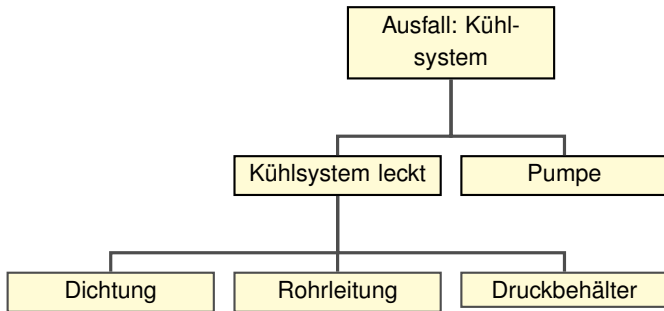 Ausfall: Kühl-
system
Kühlsystem leckt
Pumpe
Dichtung
Rohrleitung
Druckbehälter